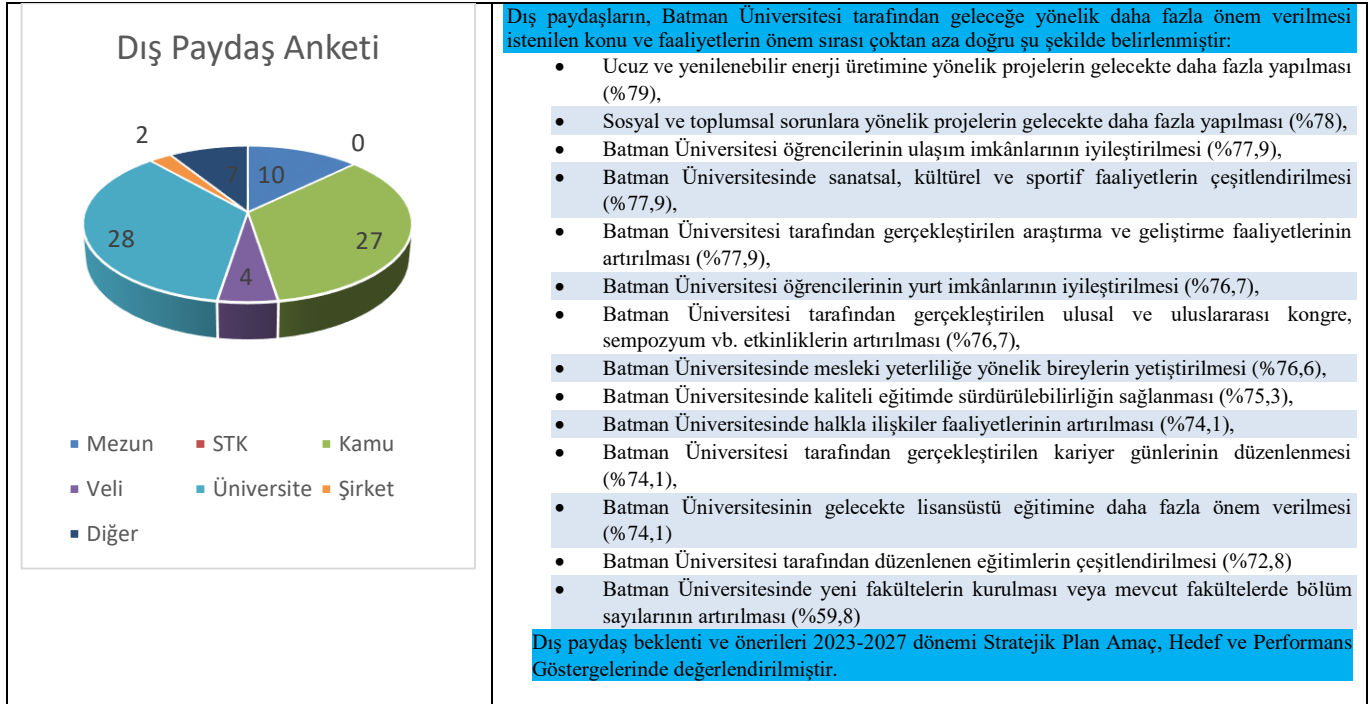 Dış Paydaş Anketi
2
0
7
10
28
27
4
Mezun
STK
Kamu
Veli
Üniversite
Şirket
Diğer
Dış paydaşların, Batman Üniversitesi tarafından geleceğe yönelik daha fazla önem verilmesi
istenilen konu ve faaliyetlerin önem sırası çoktan aza doğru şu şekilde belirlenmiştir:
• Ucuz ve yenilenebilir enerji üretimine yönelik projelerin gelecekte daha fazla yapılması
(%79),
• Sosyal ve toplumsal sorunlara yönelik projelerin gelecekte daha fazla yapılması (%78),
• Batman Üniversitesi öğrencilerinin ulaşım imkânlarının iyileştirilmesi (%77,9),
• Batman Üniversitesinde sanatsal, kültürel ve sportif faaliyetlerin çeşitlendirilmesi
(%77,9),
• Batman Üniversitesi tarafından gerçekleştirilen araştırma ve geliştirme faaliyetlerinin
artırılması (%77,9),
• Batman Üniversitesi öğrencilerinin yurt imkânlarının iyileştirilmesi (%76,7),
• Batman Üniversitesi tarafından gerçekleştirilen ulusal ve uluslararası kongre,
sempozyum vb. etkinliklerin artırılması (%76,7),
• Batman Üniversitesinde mesleki yeterliliğe yönelik bireylerin yetiştirilmesi (%76,6),
• Batman Üniversitesinde kaliteli eğitimde sürdürülebilirliğin sağlanması (%75,3),
• Batman Üniversitesinde halkla ilişkiler faaliyetlerinin artırılması (%74,1),
• Batman Üniversitesi tarafından gerçekleştirilen kariyer günlerinin düzenlenmesi
(%74,1),
• Batman Üniversitesinin gelecekte lisansüstü eğitimine daha fazla önem verilmesi
(%74,1)
• Batman Üniversitesi tarafından düzenlenen eğitimlerin çeşitlendirilmesi (%72,8)
• Batman Üniversitesinde yeni fakültelerin kurulması veya mevcut fakültelerde bölüm
sayılarının artırılması (%59,8)
Dış paydaş beklenti ve önerileri 2023-2027 dönemi Stratejik Plan Amaç, Hedef ve Performans
Göstergelerinde değerlendirilmiştir.